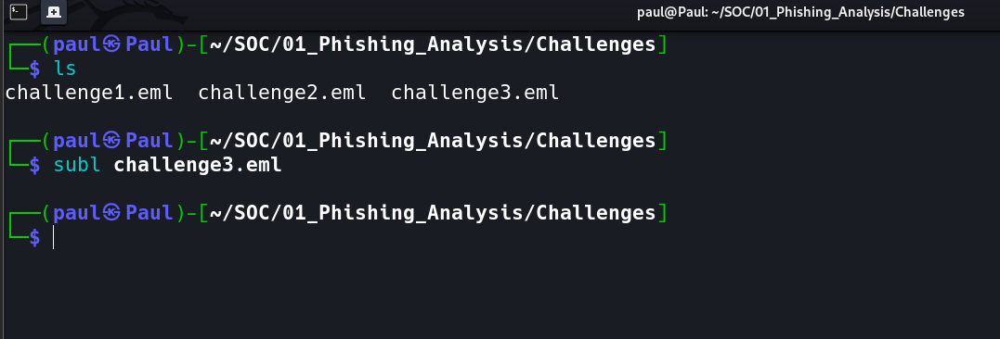 paul@Paul: ~/SOC/01_Phishing_Analysis/Challenges
┌──(paul㉿Paul)-[~/SOC/01_Phishing_Analysis/Challenges]
└─$ ls
challenge1.eml  challenge2.eml  challenge3.eml
┌──(paul㉿Paul)-[~/SOC/01_Phishing_Analysis/Challenges]
└─$ subl challenge3.eml
┌──(paul㉿Paul)-[~/SOC/01_Phishing_Analysis/Challenges]
└─$